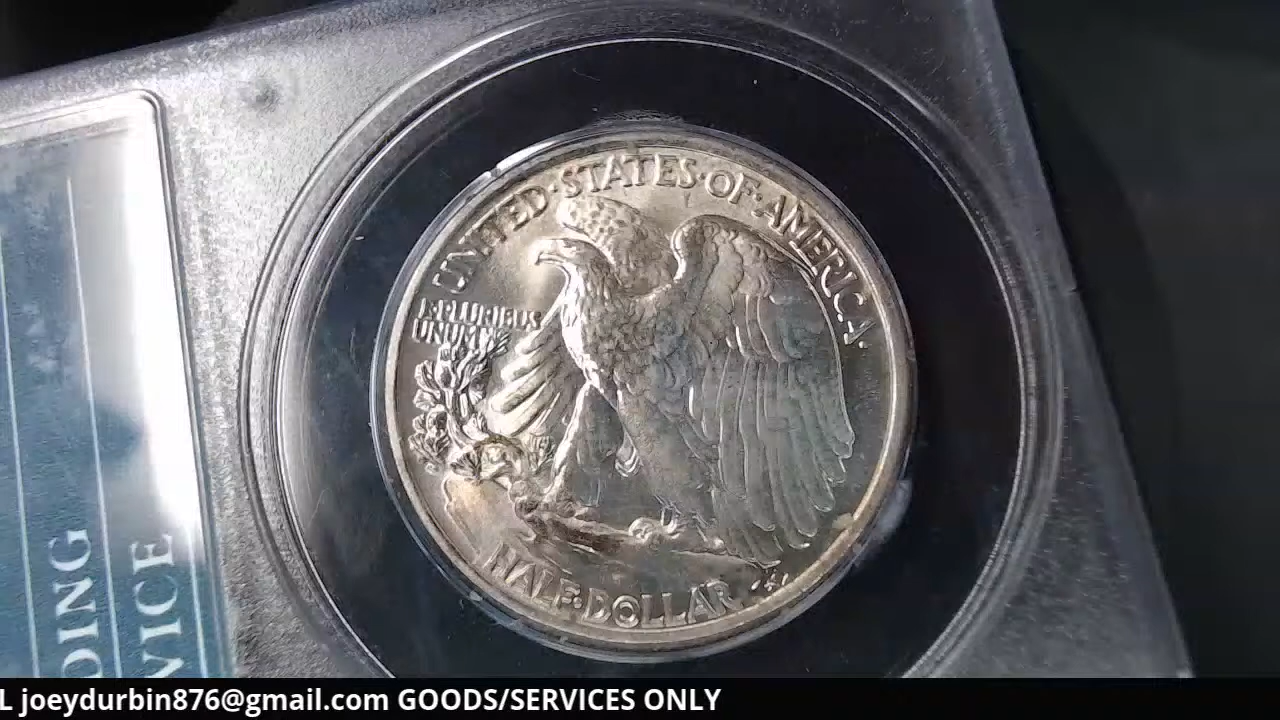 UNITED·STATES·OF·AMERICA·
E·PLURIBUS
UNUM
HALF·DOLLAR
DING
VICE
L joeydurbin876@gmail.com GOODS/SERVICES ONLY